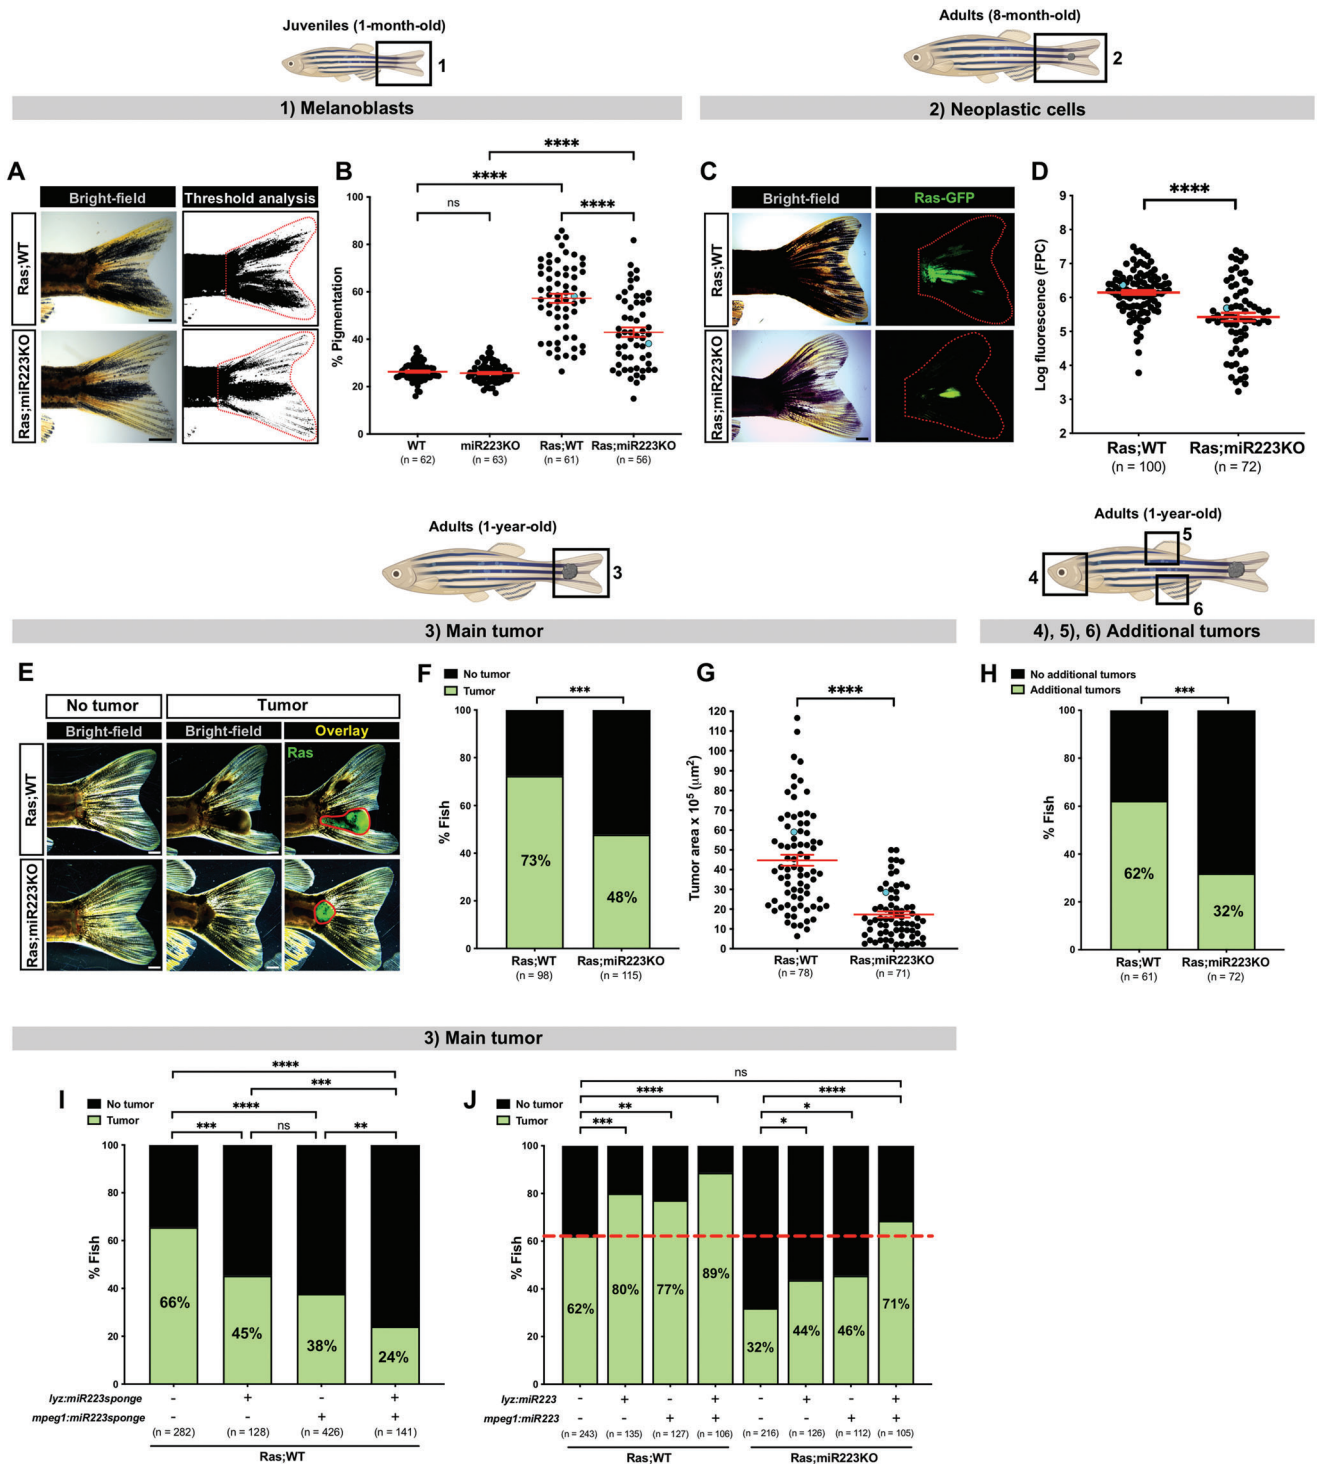 Juveniles (1-month-old)
1
Adults (8-month-old)
2
1) Melanoblasts
2) Neoplastic cells
A
Bright-field
Threshold analysis
Ras;WT
Ras;miR223KO
B
****
****
ns
****
% Pigmentation
100
80
60
40
20
0
WT
miR223KO
Ras;WT
Ras;miR223KO
(n = 62)
(n = 63)
(n = 61)
(n = 56)
C
Bright-field
Ras-GFP
Ras;WT
Ras;miR223KO
D
****
Log fluorescence (FPC)
9
8
7
6
5
4
3
2
Ras;WT
Ras;miR223KO
(n = 100)
(n = 72)
Adults (1-year-old)
3
Adults (1-year-old)
5
4
6
3) Main tumor
4), 5), 6) Additional tumors
E
No tumor
Tumor
Bright-field
Bright-field
Overlay
Ras
Ras;WT
Ras;miR223KO
F
No tumor
Tumor
***
% Fish
100
80
60
40
20
0
73%
48%
Ras;WT
Ras;miR223KO
(n = 98)
(n = 115)
G
****
Tumor area x 10⁵ (µm²)
120
110
100
90
80
70
60
50
40
30
20
10
0
Ras;WT
Ras;miR223KO
(n = 78)
(n = 71)
H
No additional tumors
Additional tumors
***
% Fish
100
80
60
40
20
0
62%
32%
Ras;WT
Ras;miR223KO
(n = 61)
(n = 72)
3) Main tumor
I
No tumor
Tumor
****
***
****
***
ns
**
% Fish
100
80
60
40
20
0
66%
45%
38%
24%
lyz:miR223sponge - + - +
mpeg1:miR223sponge - - + +
(n = 282)
(n = 128)
(n = 426)
(n = 141)
Ras;WT
J
No tumor
Tumor
ns
****
****
**
*
***
*
% Fish
100
80
60
40
20
0
62%
80%
77%
89%
32%
44%
46%
71%
lyz:miR223 - + - + - + - +
mpeg1:miR223 - - + + - - + +
(n = 243)
(n = 135)
(n = 127)
(n = 106)
(n = 216)
(n = 126)
(n = 112)
(n = 105)
Ras;WT
Ras;miR223KO